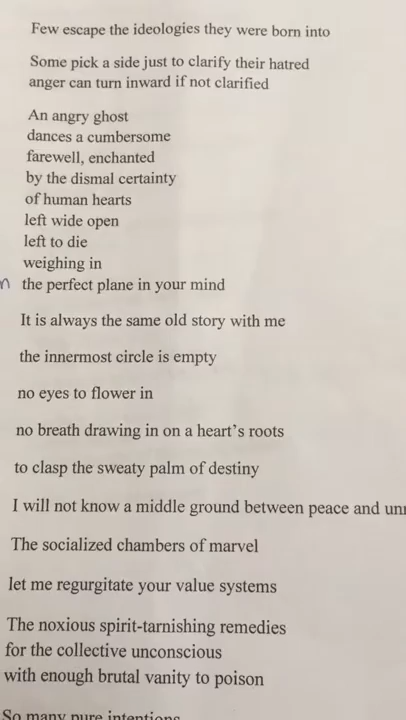 Few escape the ideologies they were born into
Some pick a side just to clarify their hatred
anger can turn inward if not clarified
An angry ghost
dances a cumbersome
farewell, enchanted
by the dismal certainty
of human hearts
left wide open
left to die
weighing in
the perfect plane in your mind
It is always the same old story with me
the innermost circle is empty
no eyes to flower in
no breath drawing in on a heart's roots
to clasp the sweaty palm of destiny
I will not know a middle ground between peace and
The socialized chambers of marvel
let me regurgitate your value systems
The noxious spirit-tarnishing remedies
for the collective unconscious
with enough brutal vanity to poison
So many pure intentions